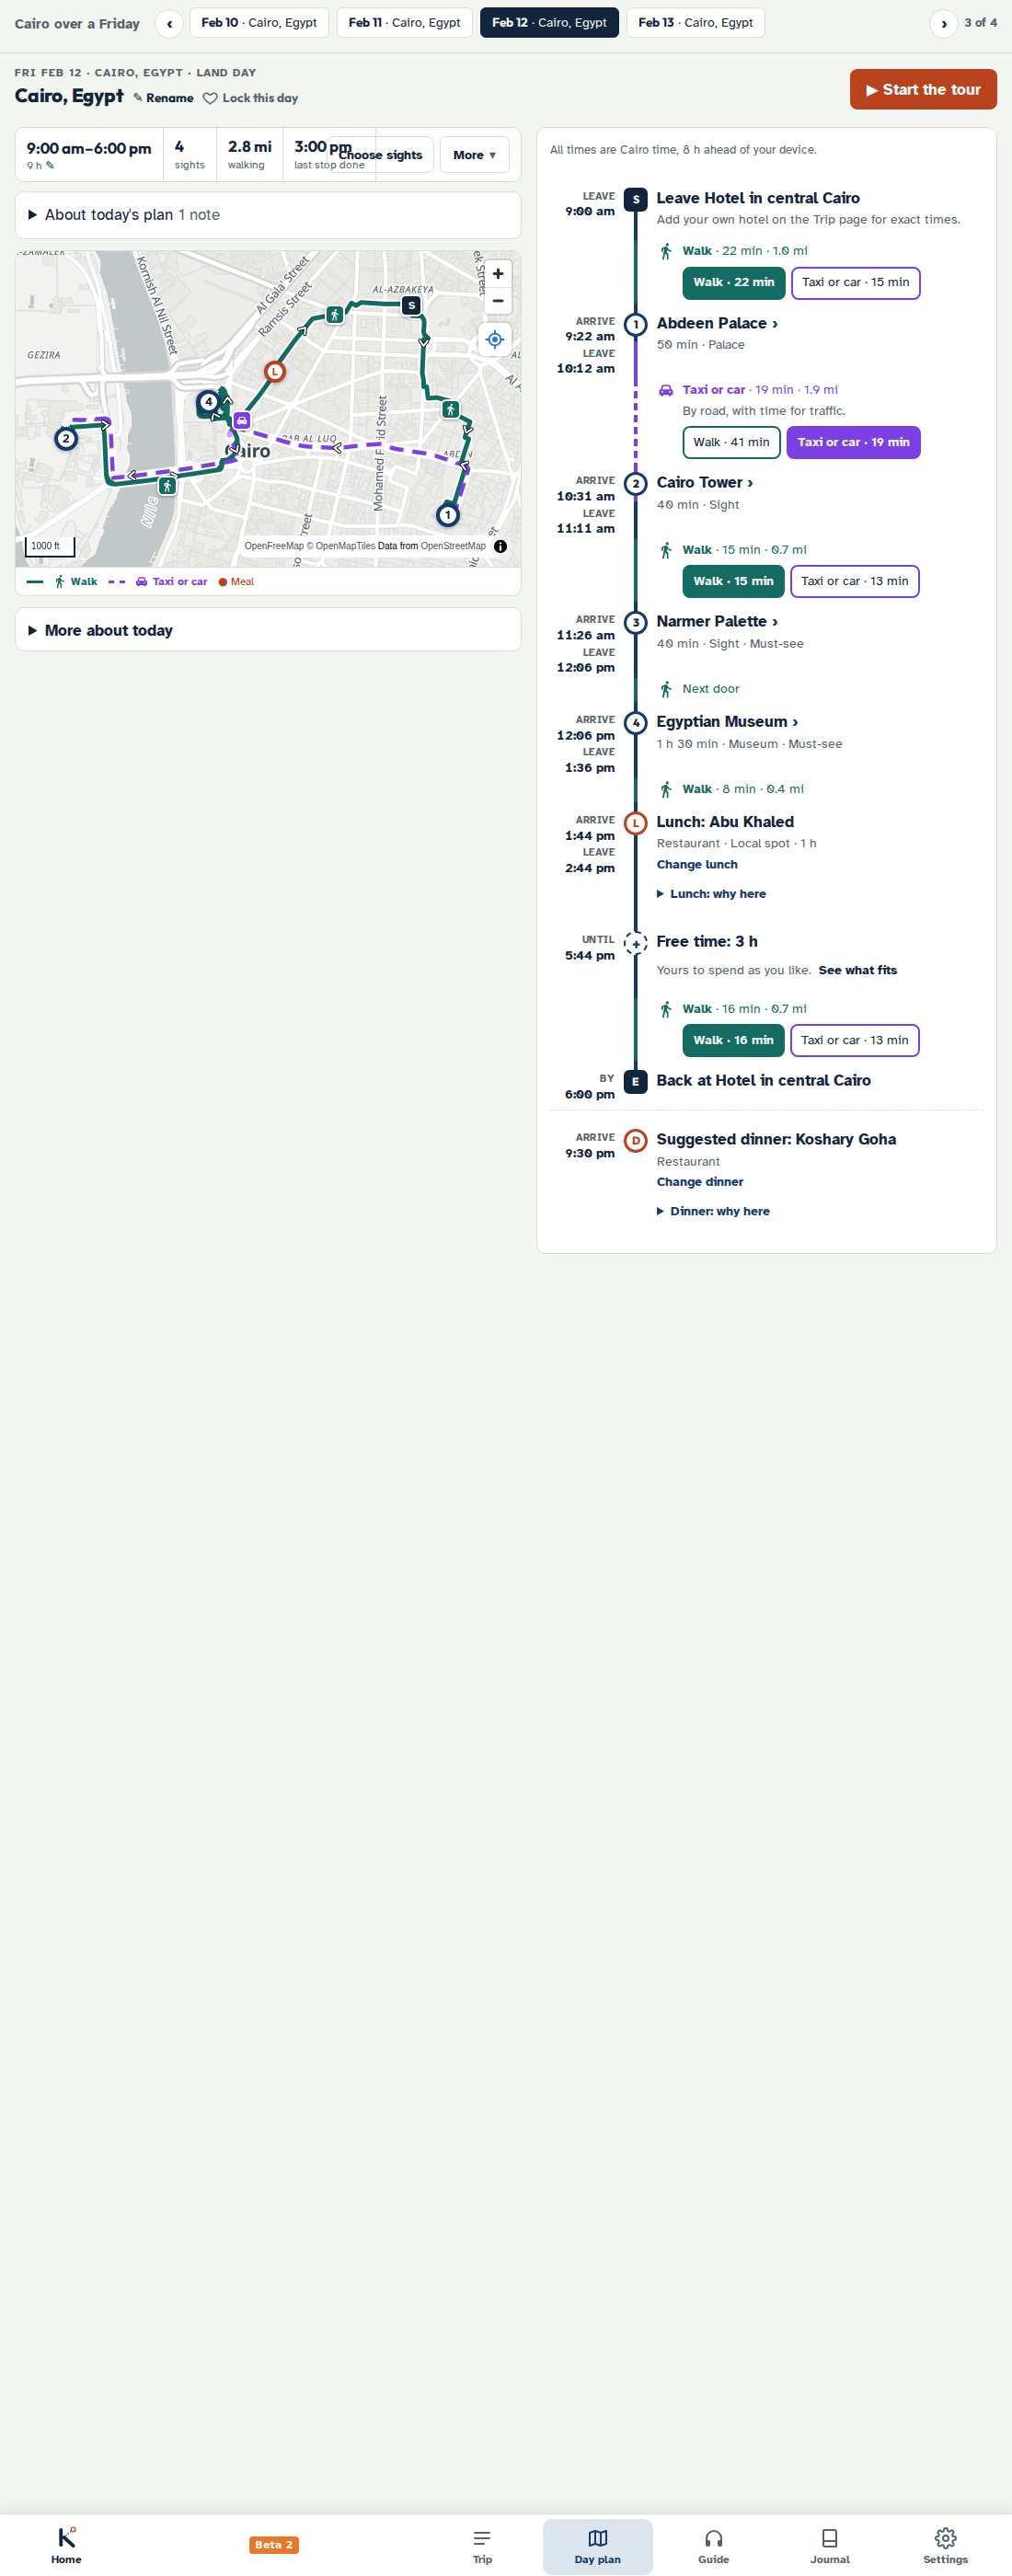 Cairo over a Friday
‹
Feb 10 · Cairo, Egypt
Feb 11 · Cairo, Egypt
Feb 12 · Cairo, Egypt
Feb 13 · Cairo, Egypt
›
3 of 4
FRI FEB 12 · CAIRO, EGYPT · LAND DAY
Cairo, Egypt
✎ Rename
Lock this day
▶ Start the tour
9:00 am–6:00 pm
9 h ✎
4
sights
2.8 mi
walking
3:00 pm
last stop done
Choose sights
More ▼
▶ About today's plan 1 note
-ZAMALEK
Kornish Al Nil Street
Al Gala' Street
Ramsis Street
AL-AZBAKEYA
ek Street
GEZIRA
S
L
4
2
1
BAB AL LUQ
Mohamed F id Street
airo
Nile
+
−
1000 ft
OpenFreeMap © OpenMapTiles Data from OpenStreetMap
Walk
Taxi or car
Meal
▶ More about today
All times are Cairo time, 8 h ahead of your device.
LEAVE
9:00 am
S
Leave Hotel in central Cairo
Add your own hotel on the Trip page for exact times.
Walk · 22 min · 1.0 mi
Walk · 22 min
Taxi or car · 15 min
ARRIVE
9:22 am
LEAVE
10:12 am
1
Abdeen Palace ›
50 min · Palace
Taxi or car · 19 min · 1.9 mi
By road, with time for traffic.
Walk · 41 min
Taxi or car · 19 min
ARRIVE
10:31 am
LEAVE
11:11 am
2
Cairo Tower ›
40 min · Sight
Walk · 15 min · 0.7 mi
Walk · 15 min
Taxi or car · 13 min
ARRIVE
11:26 am
LEAVE
12:06 pm
3
Narmer Palette ›
40 min · Sight · Must-see
Next door
ARRIVE
12:06 pm
LEAVE
1:36 pm
4
Egyptian Museum ›
1 h 30 min · Museum · Must-see
Walk · 8 min · 0.4 mi
ARRIVE
1:44 pm
LEAVE
2:44 pm
L
Lunch: Abu Khaled
Restaurant · Local spot · 1 h
Change lunch
▶ Lunch: why here
UNTIL
5:44 pm
+
Free time: 3 h
Yours to spend as you like. See what fits
Walk · 16 min · 0.7 mi
Walk · 16 min
Taxi or car · 13 min
BY
6:00 pm
E
Back at Hotel in central Cairo
ARRIVE
9:30 pm
D
Suggested dinner: Koshary Goha
Restaurant
Change dinner
▶ Dinner: why here
Home
Beta 2
Trip
Day plan
Guide
Journal
Settings